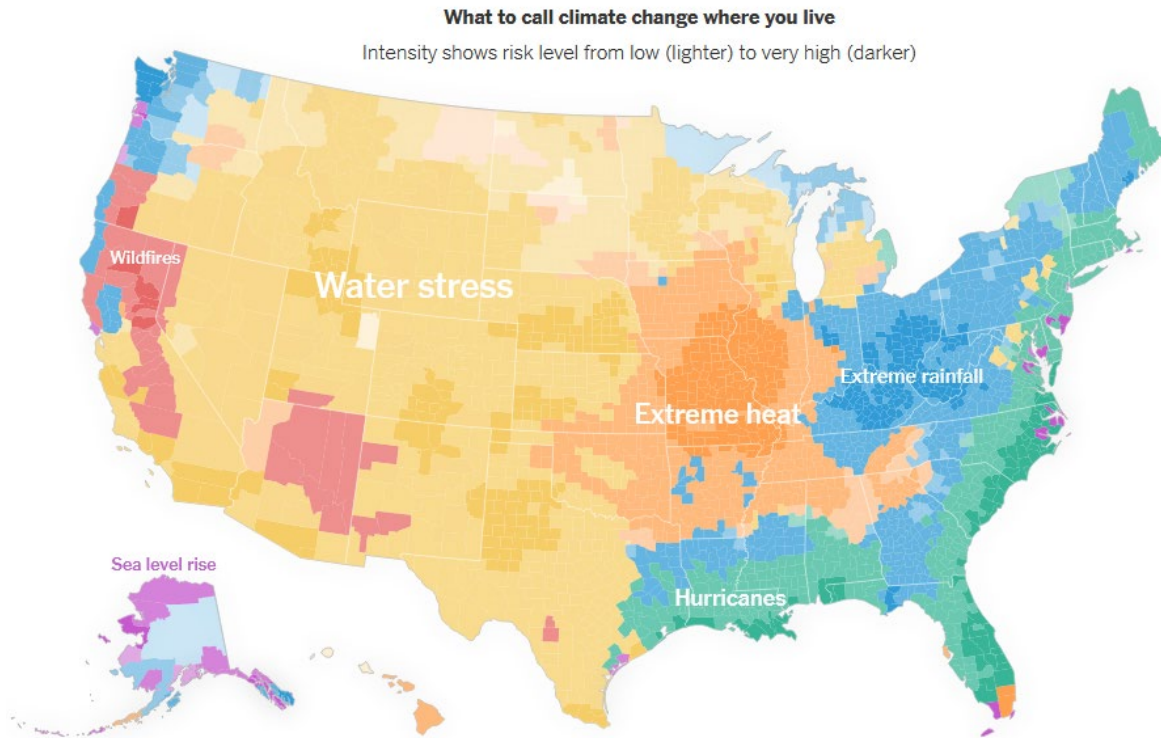 What to call climate change where you live
Intensity shows risk level from low (lighter) to very high (darker)
Wildfires
Water stress
Extreme rainfall
Extreme heat
Sea level rise
Hurricanes